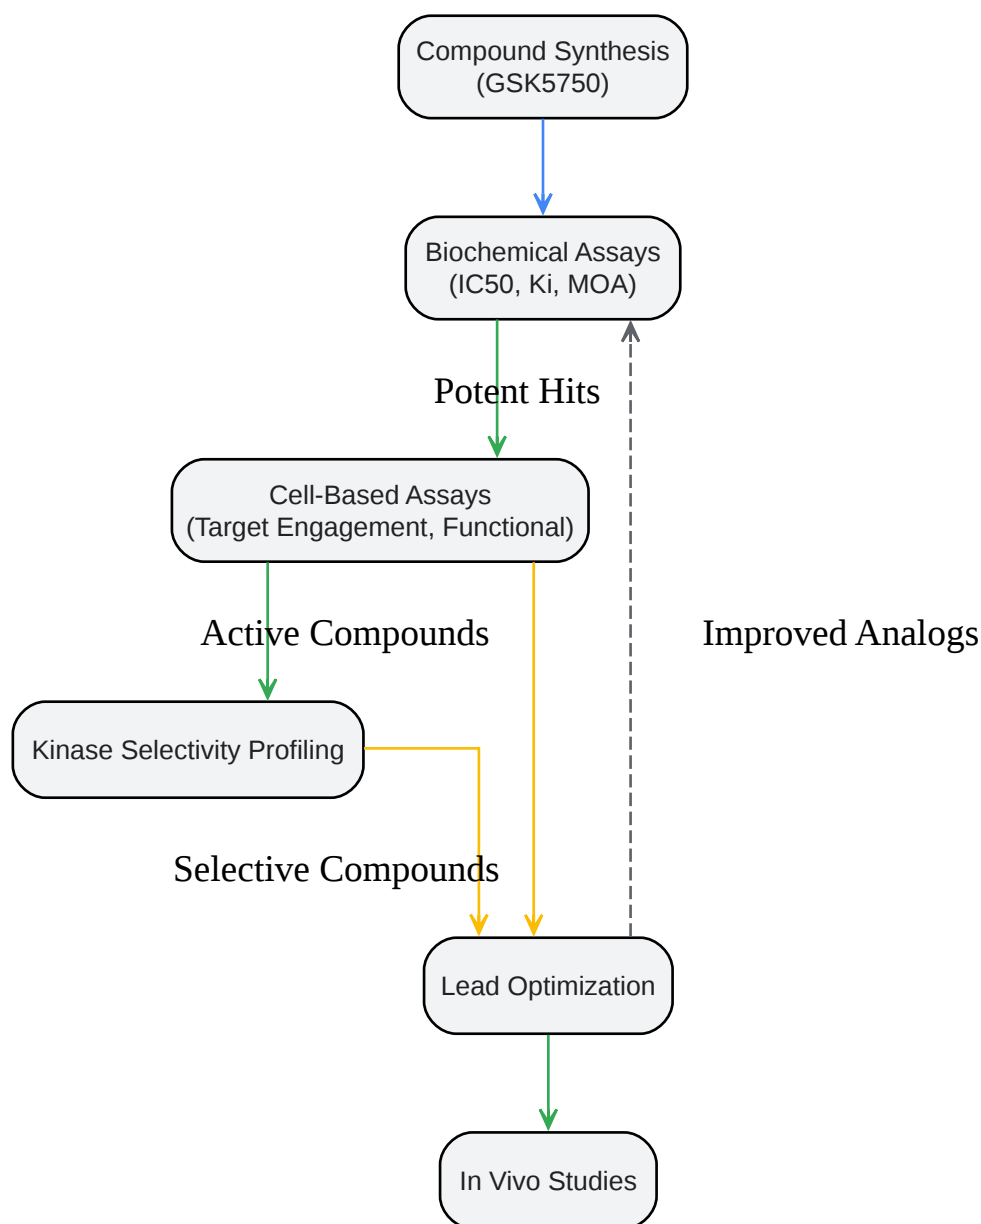 Compound Synthesis
(GSK5750)
Biochemical Assays
(IC50, Ki, MOA)
Potent Hits
Cell-Based Assays
(Target Engagement, Functional)
Active Compounds
Improved Analogs
Kinase Selectivity Profiling
Selective Compounds
Lead Optimization
In Vivo Studies